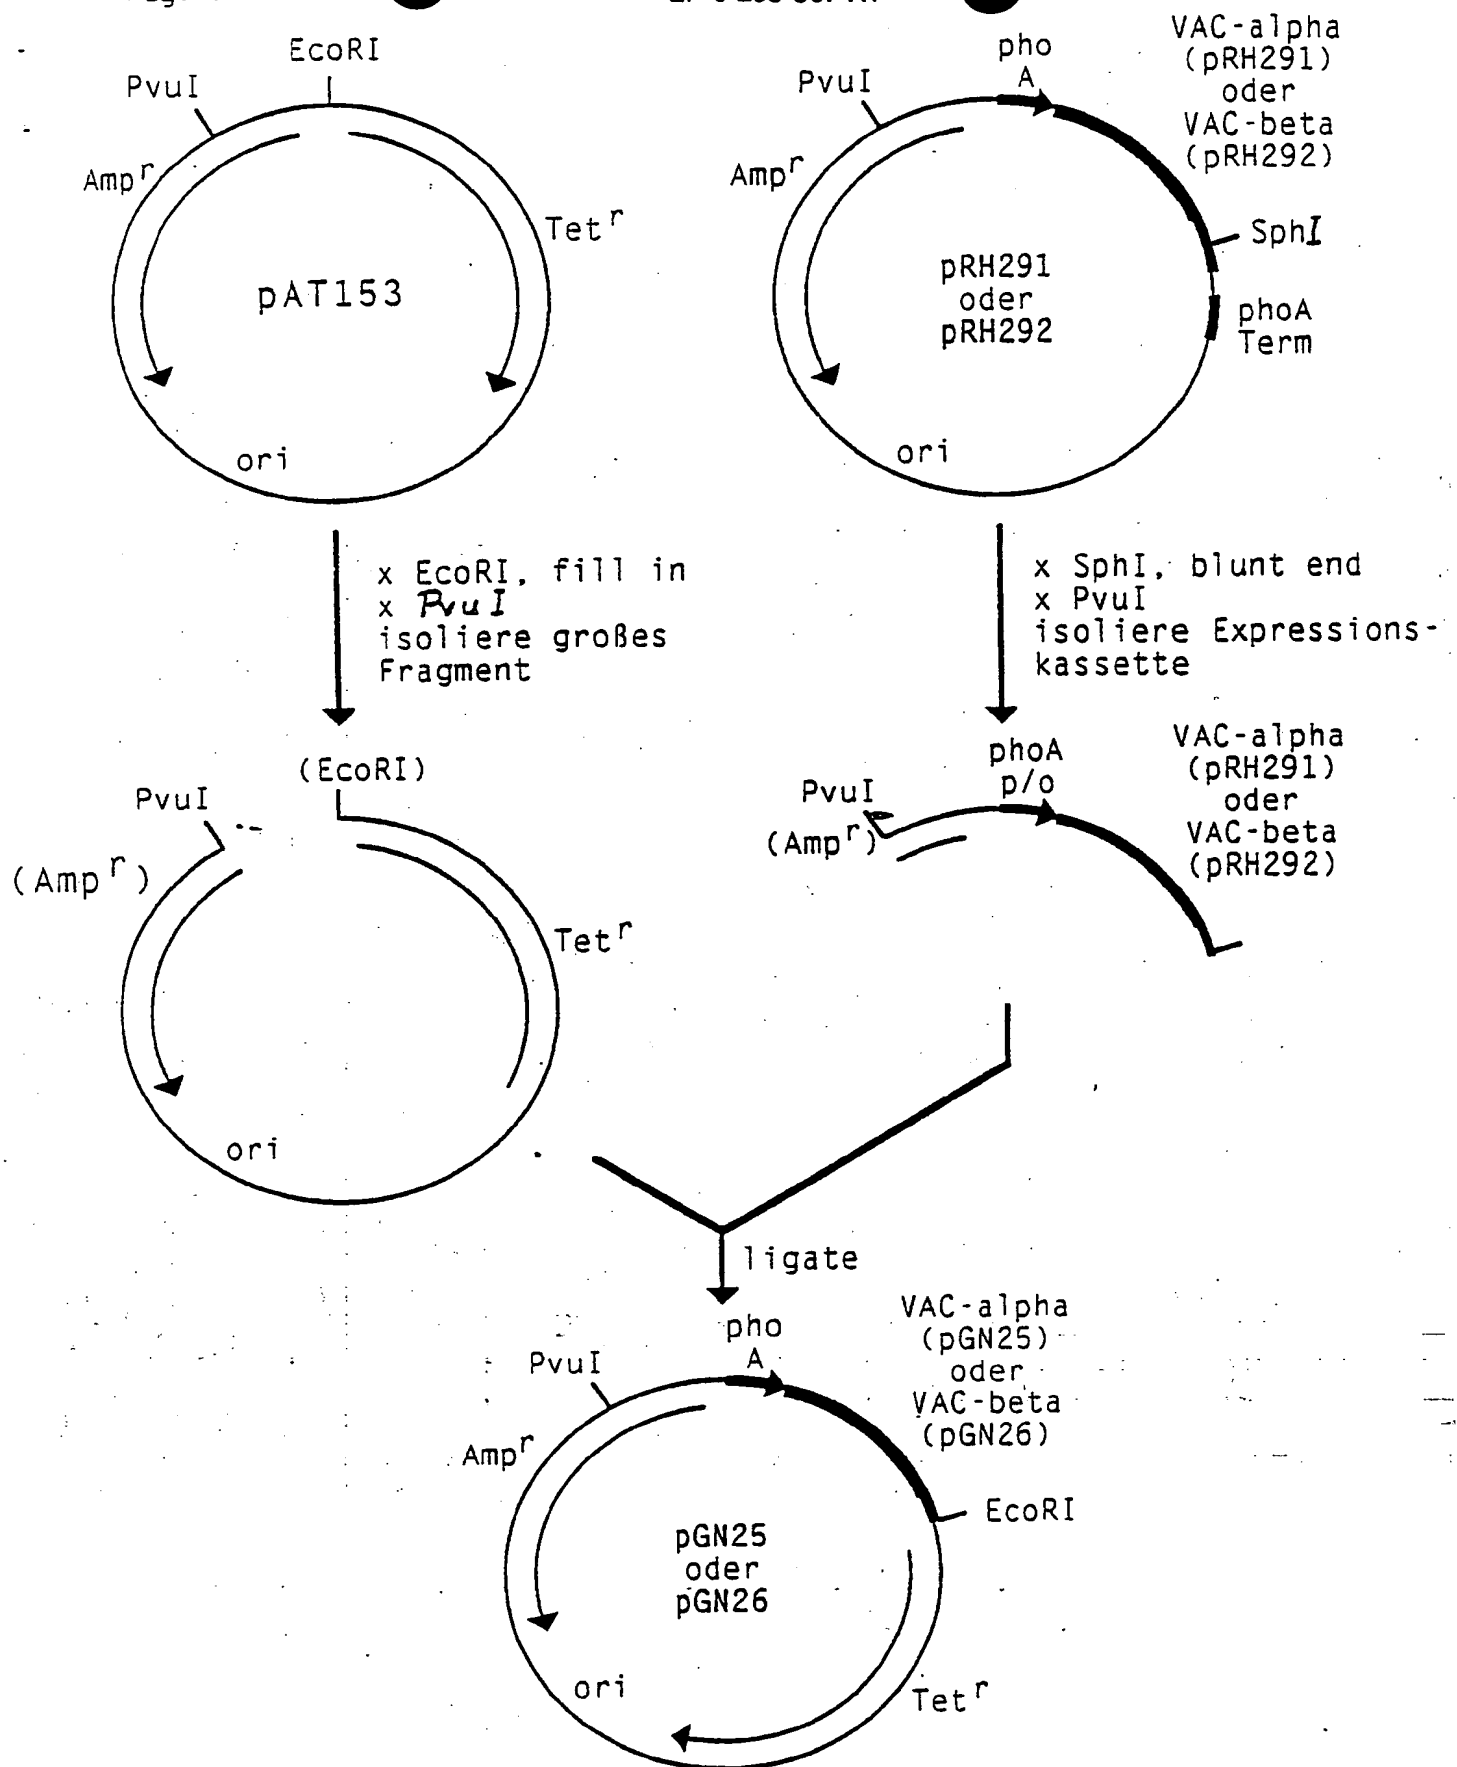 EcoRI
PvuI
Amp r
Tet r
pAT153
ori
pho
A
PvuI
Amp r
VAC-alpha
(pRH291)
oder
VAC-beta
(pRH292)
SphI
phoA
Term
pRH291
oder
pRH292
ori
x EcoRI, fill in
x PvuI
isoliere großes
Fragment
x SphI, blunt end
x PvuI
isoliere Expressions-
kassette
(EcoRI)
PvuI
(Amp r)
Tet r
ori
phoA
p/o
PvuI
(Amp r)
VAC-alpha
(pRH291)
oder
VAC-beta
(pRH292)
ligate
pho
A
PvuI
Amp r
VAC-alpha
(pGN25)
oder
VAC-beta
(pGN26)
EcoRI
pGN25
oder
pGN26
ori
Tet r